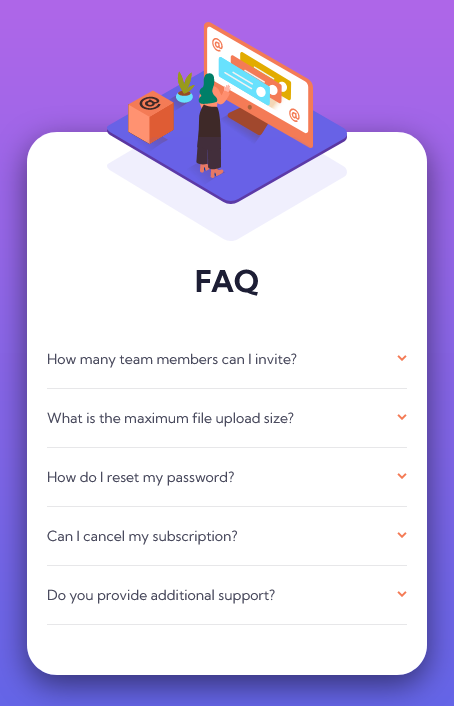 FAQ
How many team members can I invite?
What is the maximum file upload size?
How do I reset my password?
Can I cancel my subscription?
Do you provide additional support?